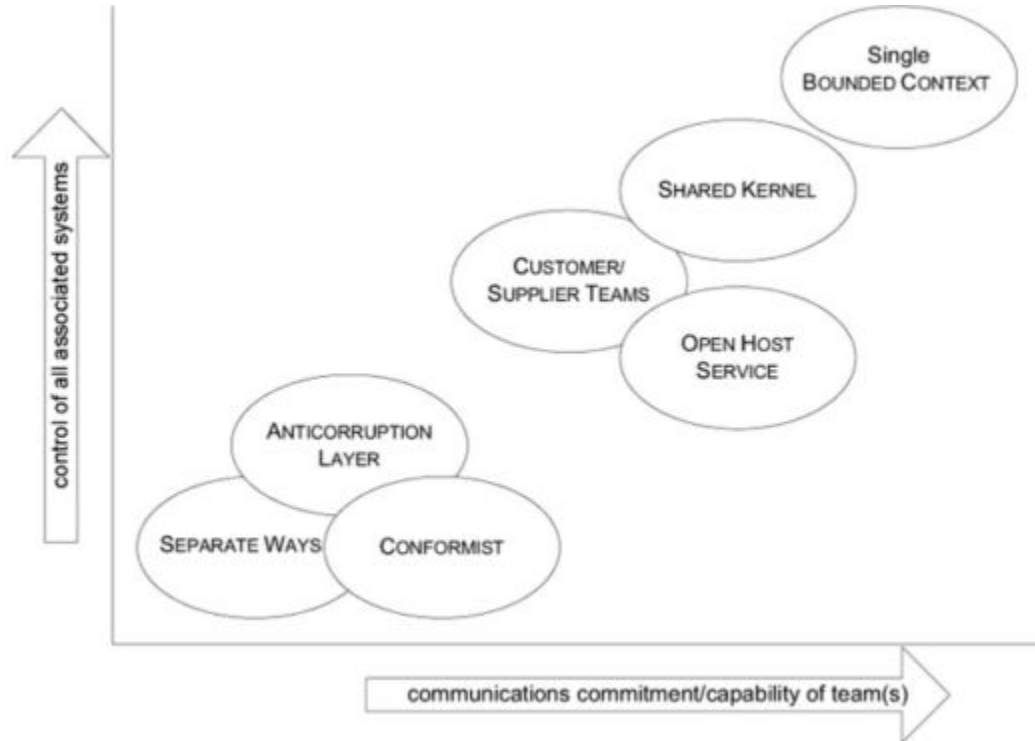 Single
BOUNDED CONTEXT
SHARED KERNEL
CUSTOMER/
SUPPLIER TEAMS
OPEN HOST
SERVICE
ANTICORRUPTION
LAYER
SEPARATE WAYS
CONFORMIST
control of all associated systems
communications commitment/capability of team(s)